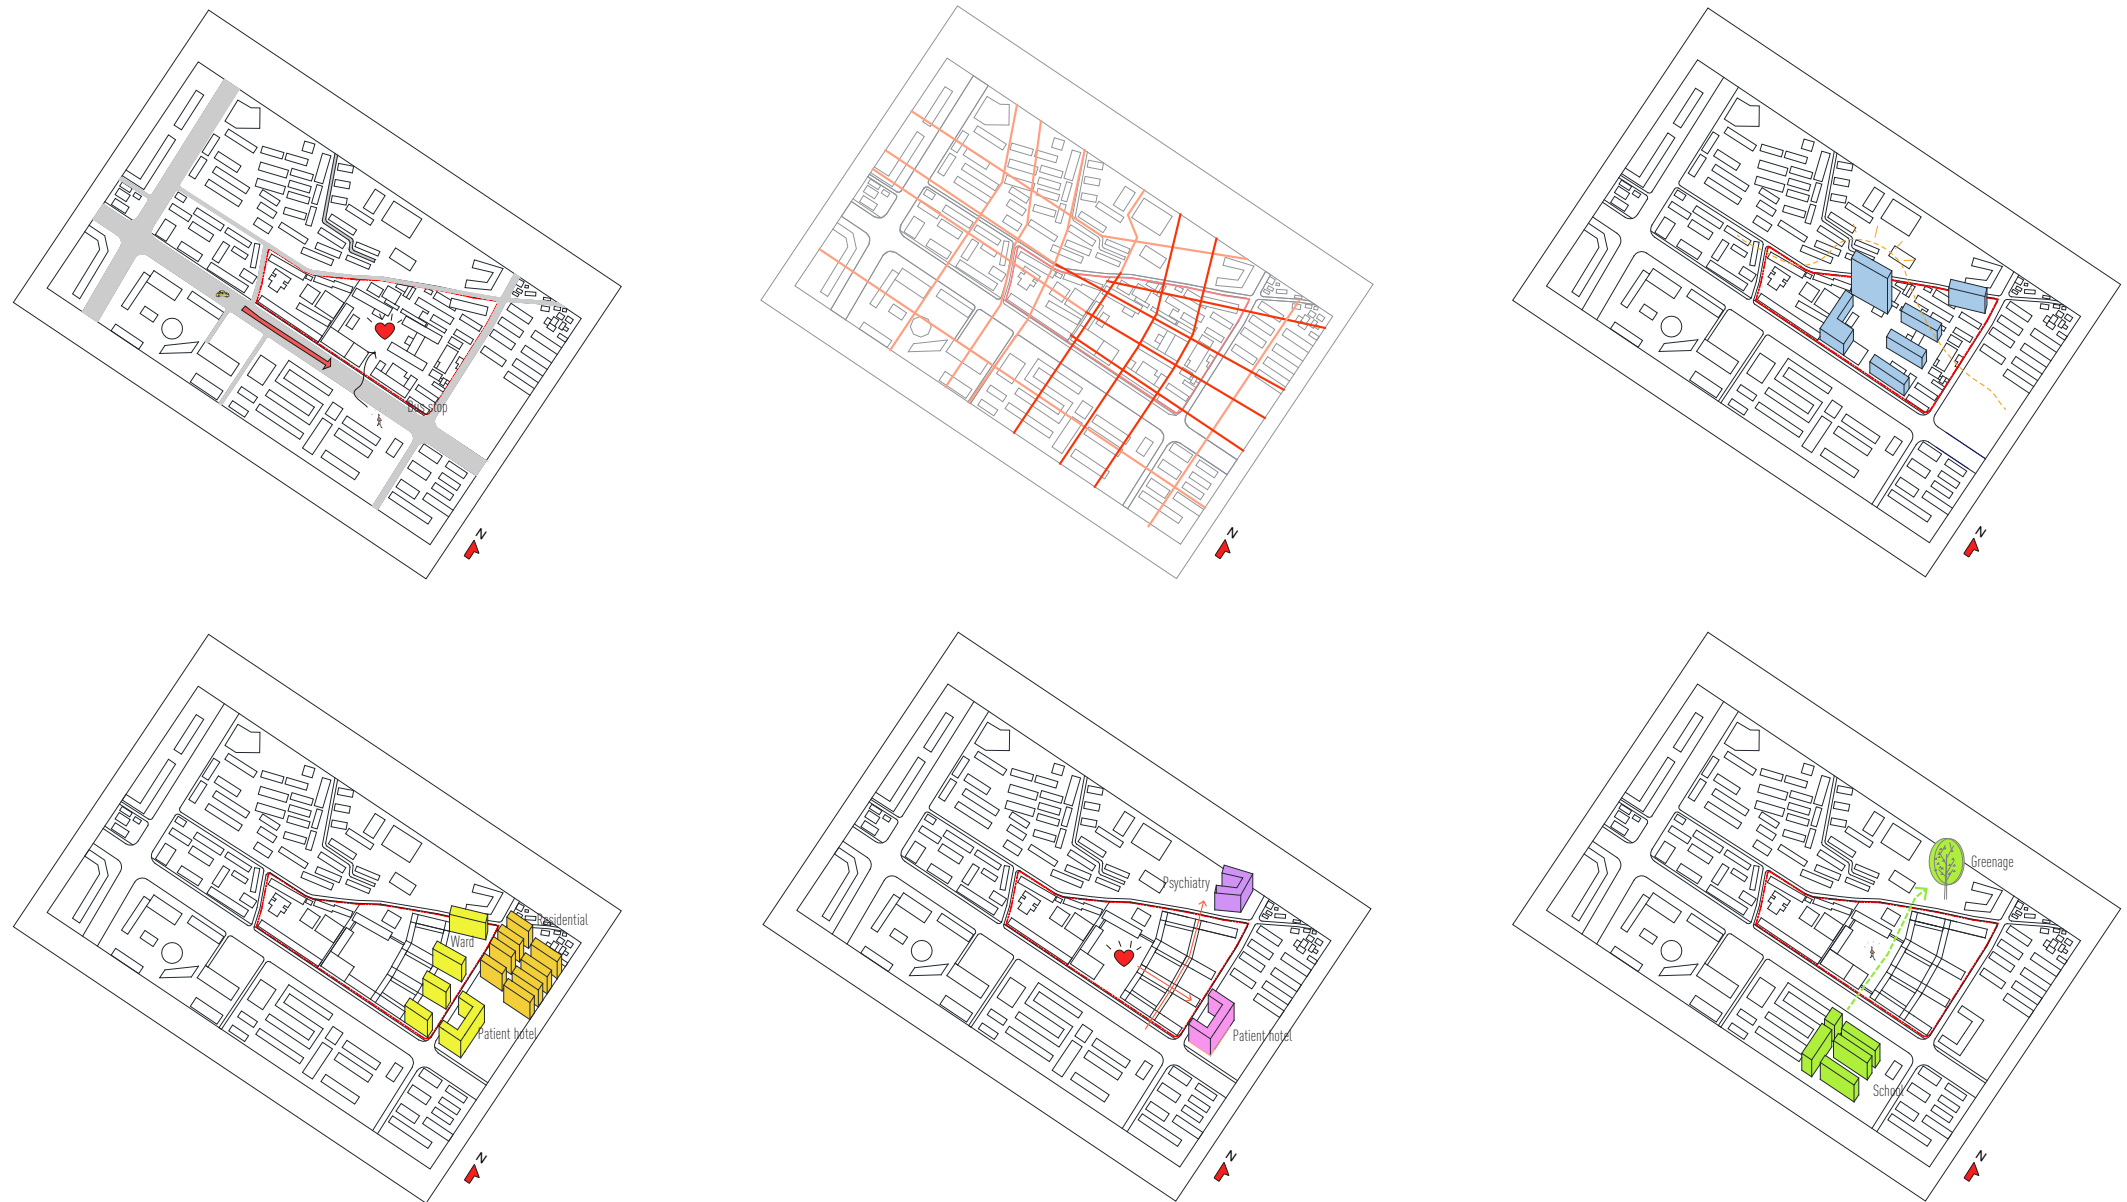 Bus stop
N
N
N
Residential
Ward
Patient hotel
N
Psychiatry
Patient hotel
N
Greenage
School
N